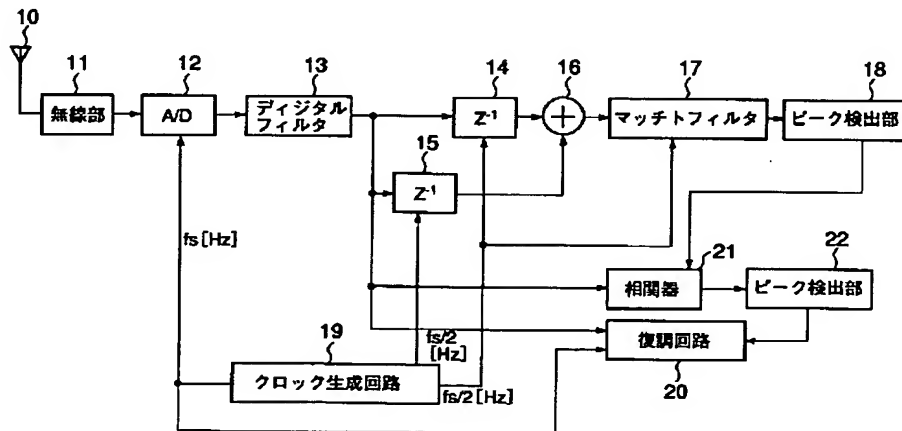 10
11
12
13
14
16
17
18
無線部
A/D
ディジタル
フィルタ
Z⁻¹
+
マッチトフィルタ
ピーク検出部
15
Z⁻¹
fs[Hz]
21
22
相関器
ピーク検出部
19
fs/2
[Hz]
復調回路
クロック生成回路
fs/2[Hz]
20